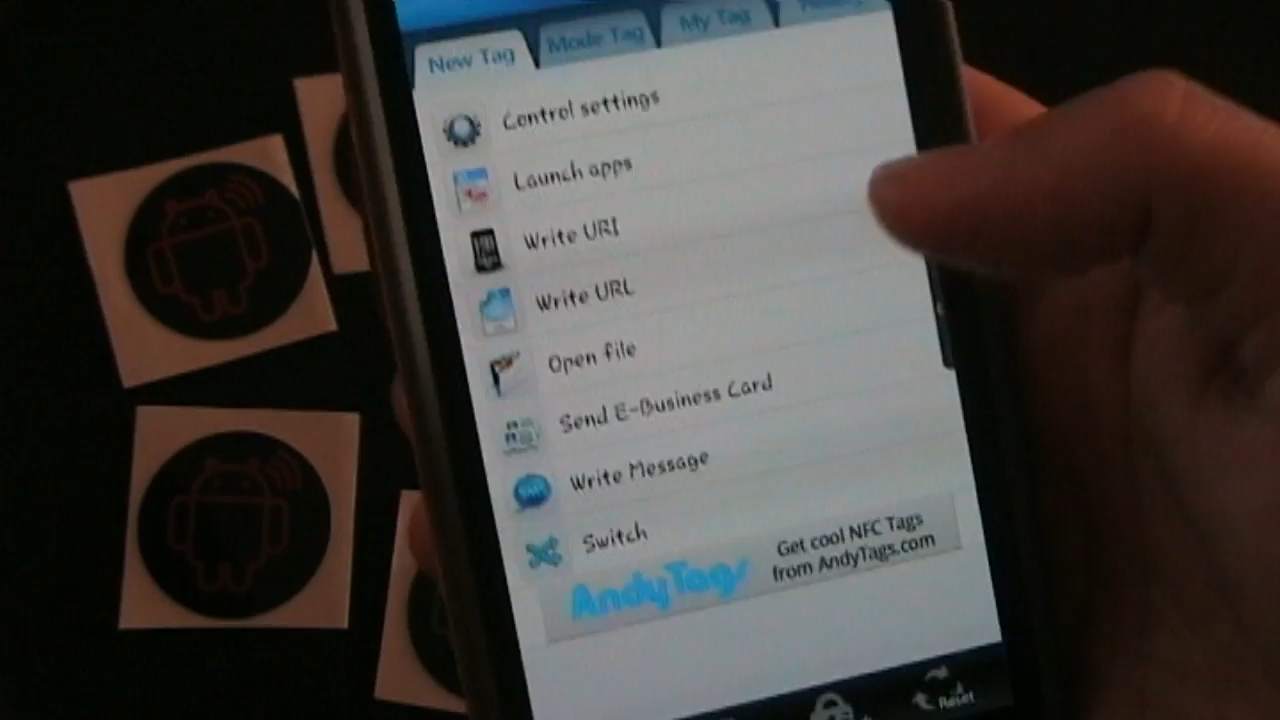 New Tag
Mode Tag
My Tag
Control settings
Launch apps
Write URI
Write URL
Open file
Send E-Business Card
Write Message
Switch
AndyTags
Get cool NFC Tags
from AndyTags.com
Reset